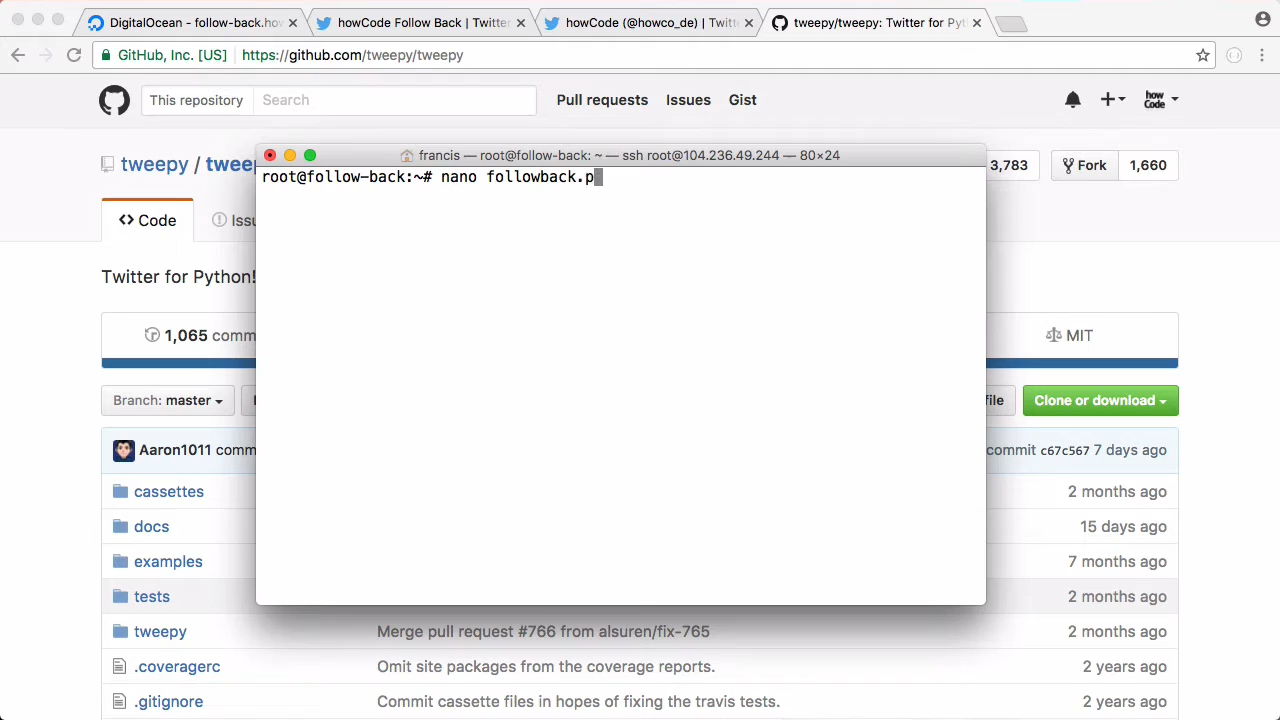 DigitalOcean - follow-back.how
howCode Follow Back | Twitter
howCode (@howco_de) | Twitt
tweepy/tweepy: Twitter for Pyt
GitHub, Inc. [US]
https://github.com/tweepy/tweepy
This repository
Search
Pull requests
Issues
Gist
how
Code
tweepy /
francis — root@follow-back: ~ — ssh root@104.236.49.244 — 80×24
3,783
Fork
1,660
root@follow-back:~# nano followback.p
Code
Twitter for Python!
1,065
MIT
Branch: master
Clone or download
Aaron1011
commit c67c567 7 days ago
cassettes
2 months ago
docs
15 days ago
examples
7 months ago
tests
2 months ago
tweepy
Merge pull request #766 from alsuren/fix-765
2 months ago
.coveragerc
Omit site packages from the coverage reports.
2 years ago
.gitignore
Commit cassette files in hopes of fixing the travis tests.
2 years ago